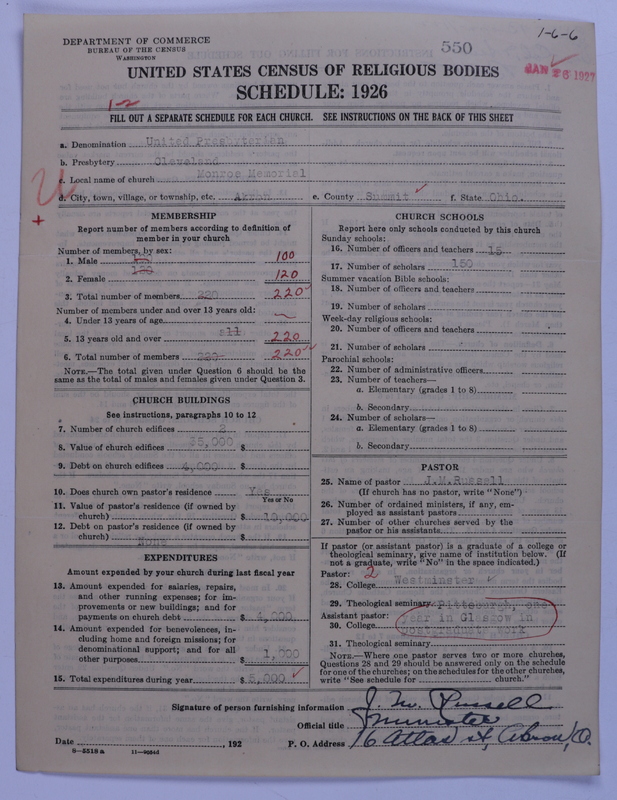 DEPARTMENT OF COMMERCE
BUREAU OF THE CENSUS
WASHINGTON
550
1-6-6
JAN 26 1927
UNITED STATES CENSUS OF RELIGIOUS BODIES
SCHEDULE: 1926
1-2
FILL OUT A SEPARATE SCHEDULE FOR EACH CHURCH. SEE INSTRUCTIONS ON THE BACK OF THIS SHEET
a. Denomination United Presbyterian
b. Presbytery Cleveland
c. Local name of church Monroe Memorial
d. City, town, village, or township, etc. Akron e. County Summit f. State Ohio.
MEMBERSHIP
Report number of members according to definition of
member in your church
Number of members, by sex:
1. Male 100
2. Female 120
3. Total number of members 220 220
Number of members under and over 13 years old:
4. Under 13 years of age
5. 13 years old and over all 220
6. Total number of members 220 220
NOTE.—The total given under Question 6 should be the
same as the total of males and females given under Question 3.
CHURCH BUILDINGS
See instructions, paragraphs 10 to 12
7. Number of church edifices 2
8. Value of church edifices $ 35,000
9. Debt on church edifices 4,000 $
10. Does church own pastor's residence Yes
Yes or No
11. Value of pastor's residence (if owned by
church) $ 10,000
12. Debt on pastor's residence (if owned by
church) None $
EXPENDITURES
Amount expended by your church during last fiscal year
13. Amount expended for salaries, repairs,
and other running expenses; for im-
provements or new buildings; and for
payments on church debt $ 4,000
14. Amount expended for benevolences, in-
cluding home and foreign missions; for
denominational support; and for all
other purposes 1,000
15. Total expenditures during year $ 5,000
CHURCH SCHOOLS
Report here only schools conducted by this church
Sunday schools:
16. Number of officers and teachers 15
17. Number of scholars 150
Summer vacation Bible schools:
18. Number of officers and teachers
19. Number of scholars
Week-day religious schools:
20. Number of officers and teachers
21. Number of scholars
Parochial schools:
22. Number of administrative officers
23. Number of teachers—
a. Elementary (grades 1 to 8)
b. Secondary
24. Number of scholars—
a. Elementary (grades 1 to 8)
b. Secondary
PASTOR
25. Name of pastor J.M.Russell
(If church has no pastor, write "None")
26. Number of ordained ministers, if any, em-
ployed as assistant pastors
27. Number of other churches served by the
pastor or his assistants
If pastor (or assistant pastor) is a graduate of a college or
theological seminary, give name of institution below. (If
not a graduate, write "No" in the space indicated.)
Pastor: 2
28. College Westminster
29. Theological seminary Pittsburgh, one
Assistant pastor: year in Glasgow in
30. College postgraduate work
31. Theological seminary
NOTE.—Where one pastor serves two or more churches,
Questions 28 and 29 should be answered only on the schedule
for one of the churches; on the schedules for the other churches,
write "See schedule for church."
Signature of person furnishing information J. M. Russell
Official title Minister
Date , 192 P. O. Address 16 Atlas St, Akron, O.
8-5518 a 11-9054d